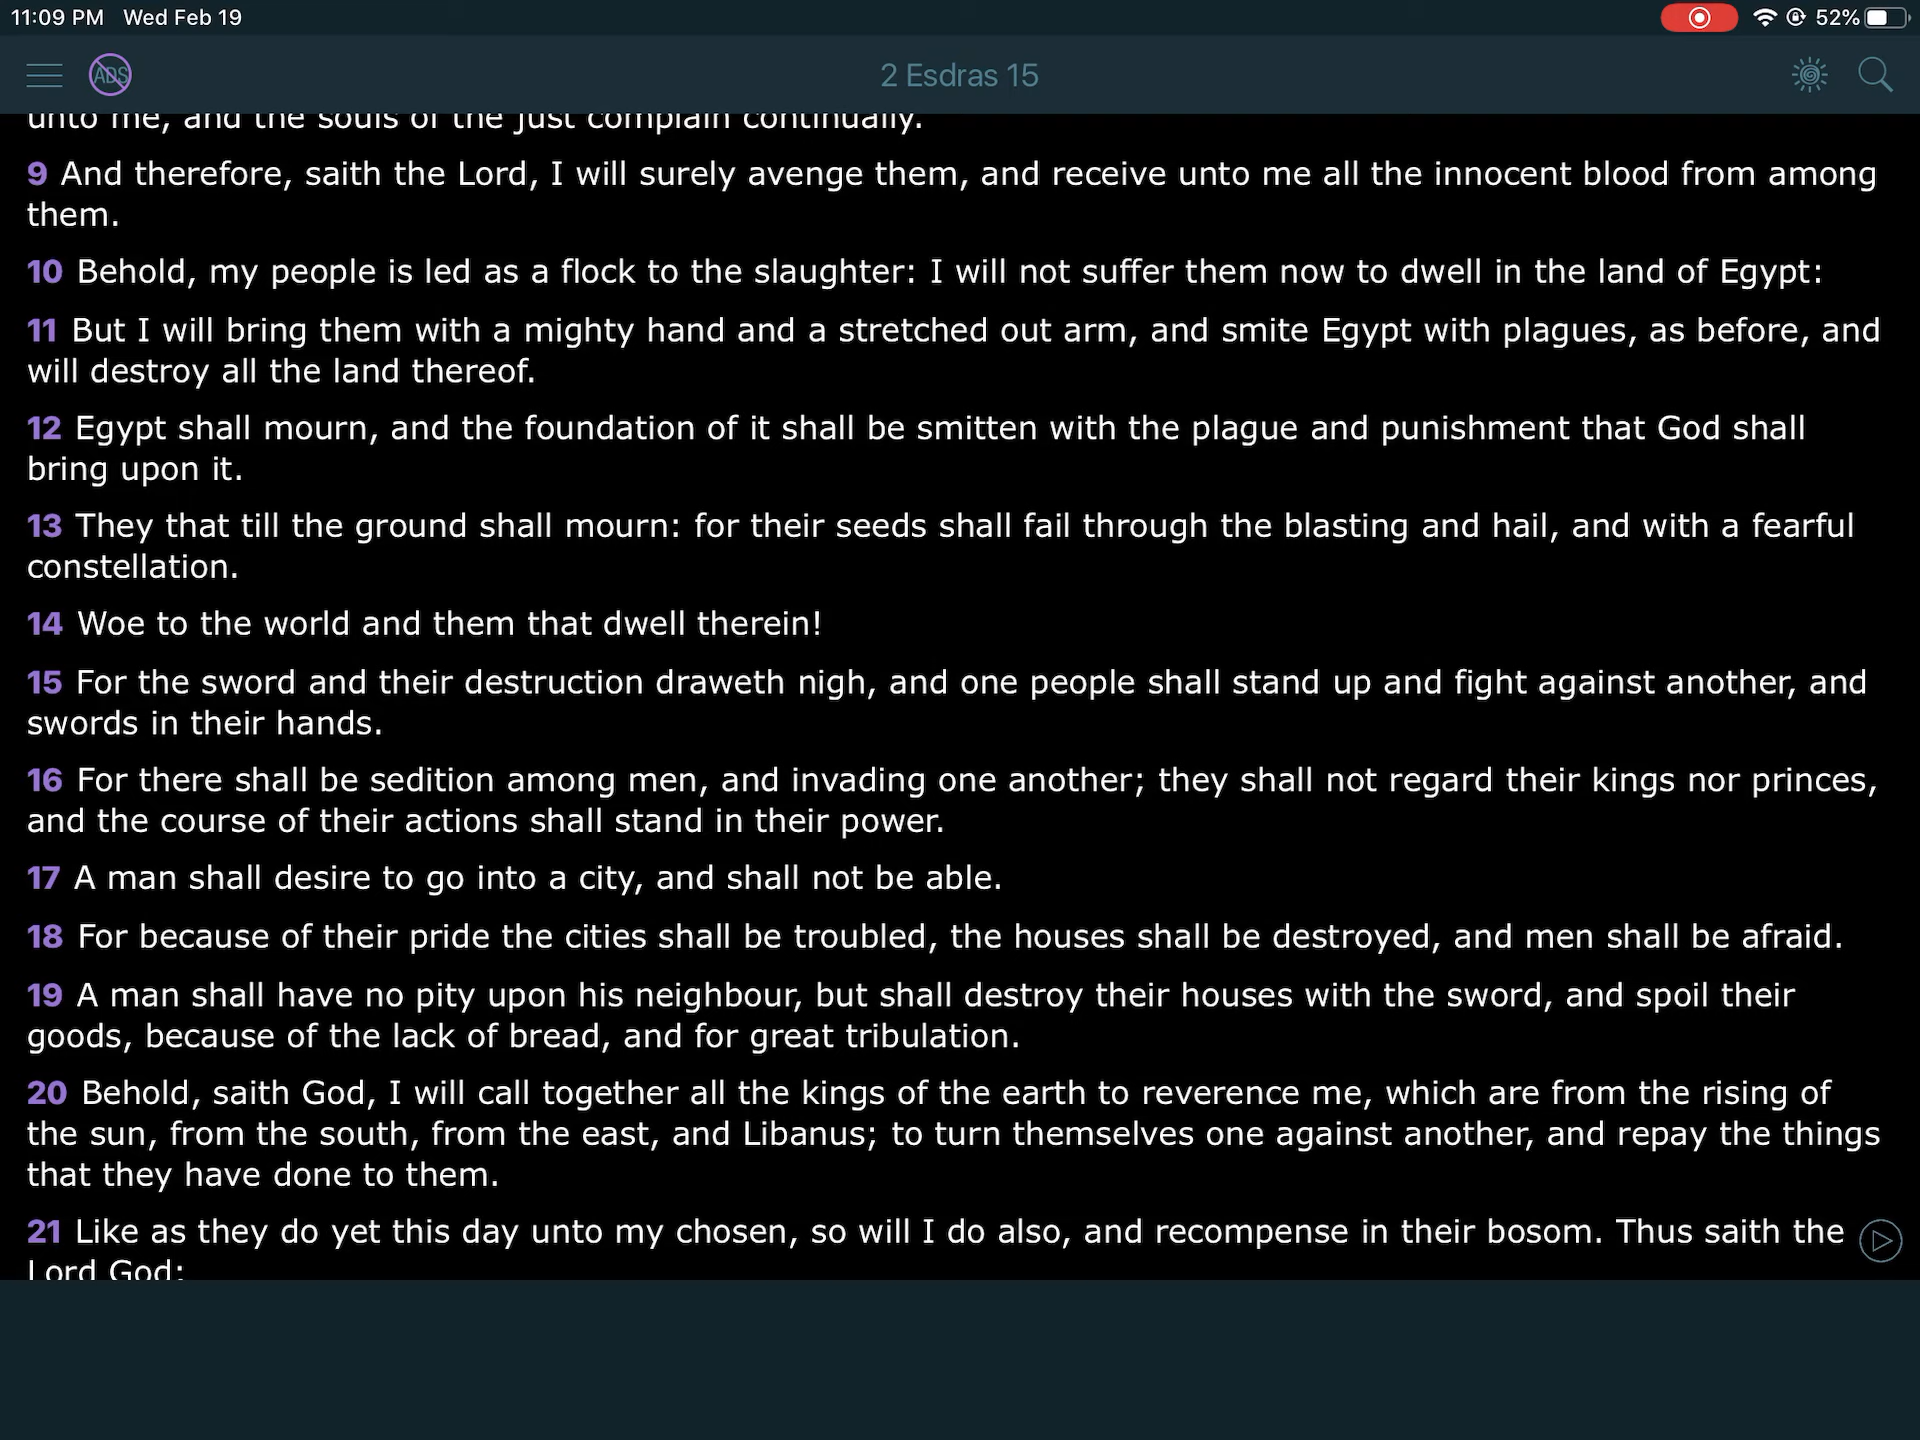 11:09 PM Wed Feb 19
52%
ADS
2 Esdras 15
unto me, and the souls of the just complain continually.
9 And therefore, saith the Lord, I will surely avenge them, and receive unto me all the innocent blood from among
them.
10 Behold, my people is led as a flock to the slaughter: I will not suffer them now to dwell in the land of Egypt:
11 But I will bring them with a mighty hand and a stretched out arm, and smite Egypt with plagues, as before, and
will destroy all the land thereof.
12 Egypt shall mourn, and the foundation of it shall be smitten with the plague and punishment that God shall
bring upon it.
13 They that till the ground shall mourn: for their seeds shall fail through the blasting and hail, and with a fearful
constellation.
14 Woe to the world and them that dwell therein!
15 For the sword and their destruction draweth nigh, and one people shall stand up and fight against another, and
swords in their hands.
16 For there shall be sedition among men, and invading one another; they shall not regard their kings nor princes,
and the course of their actions shall stand in their power.
17 A man shall desire to go into a city, and shall not be able.
18 For because of their pride the cities shall be troubled, the houses shall be destroyed, and men shall be afraid.
19 A man shall have no pity upon his neighbour, but shall destroy their houses with the sword, and spoil their
goods, because of the lack of bread, and for great tribulation.
20 Behold, saith God, I will call together all the kings of the earth to reverence me, which are from the rising of
the sun, from the south, from the east, and Libanus; to turn themselves one against another, and repay the things
that they have done to them.
21 Like as they do yet this day unto my chosen, so will I do also, and recompense in their bosom. Thus saith the
Lord God;